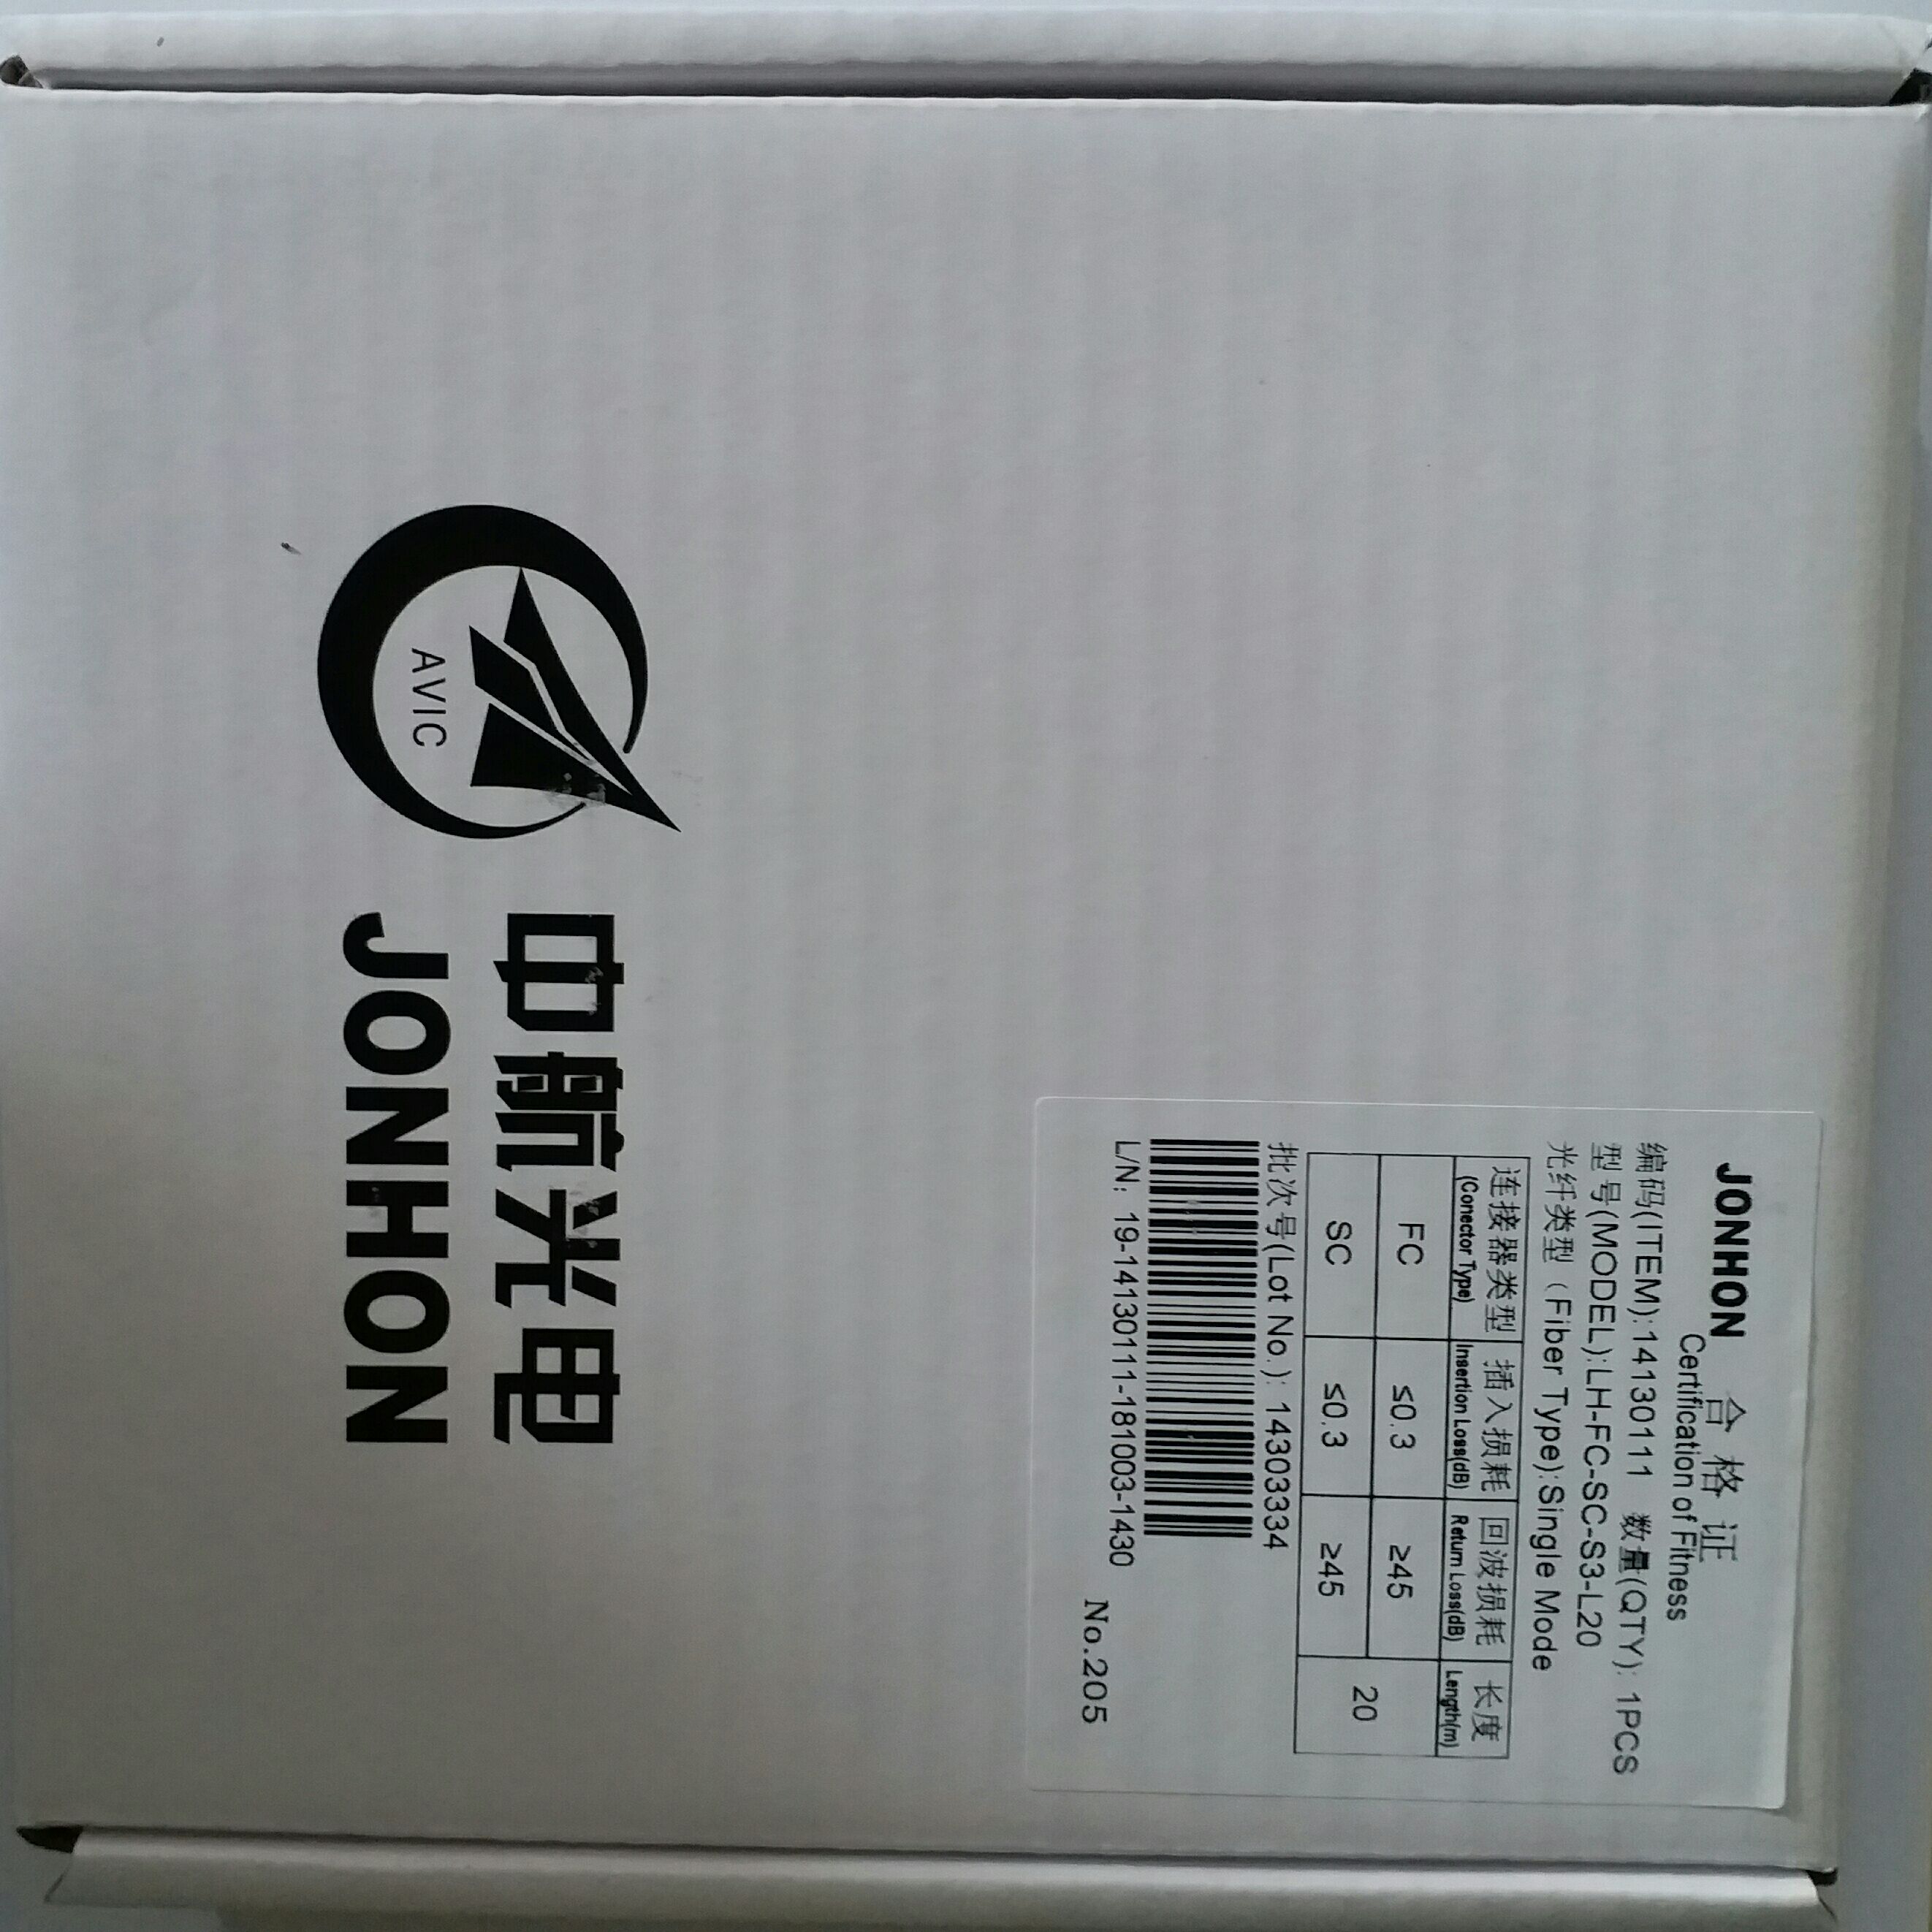 JONHON 合格证
Certification of Fitness
编码(ITEM):14130111 数量(QTY): 1PCS
型号(MODEL):LH-FC-SC-S3-L20
光纤类型（Fiber Type):Single Mode
连接器类型 插入损耗 回波损耗 长度
(Conector Type) Insertion Loss(dB) Return Loss(dB) Length(m)
FC ≤0.3 ≥45 20
SC ≤0.3 ≥45
批次号(Lot No.): 14303334
L/N: 19-14130111-181003-1430
No.205
AVIC
中航光电
JONHON